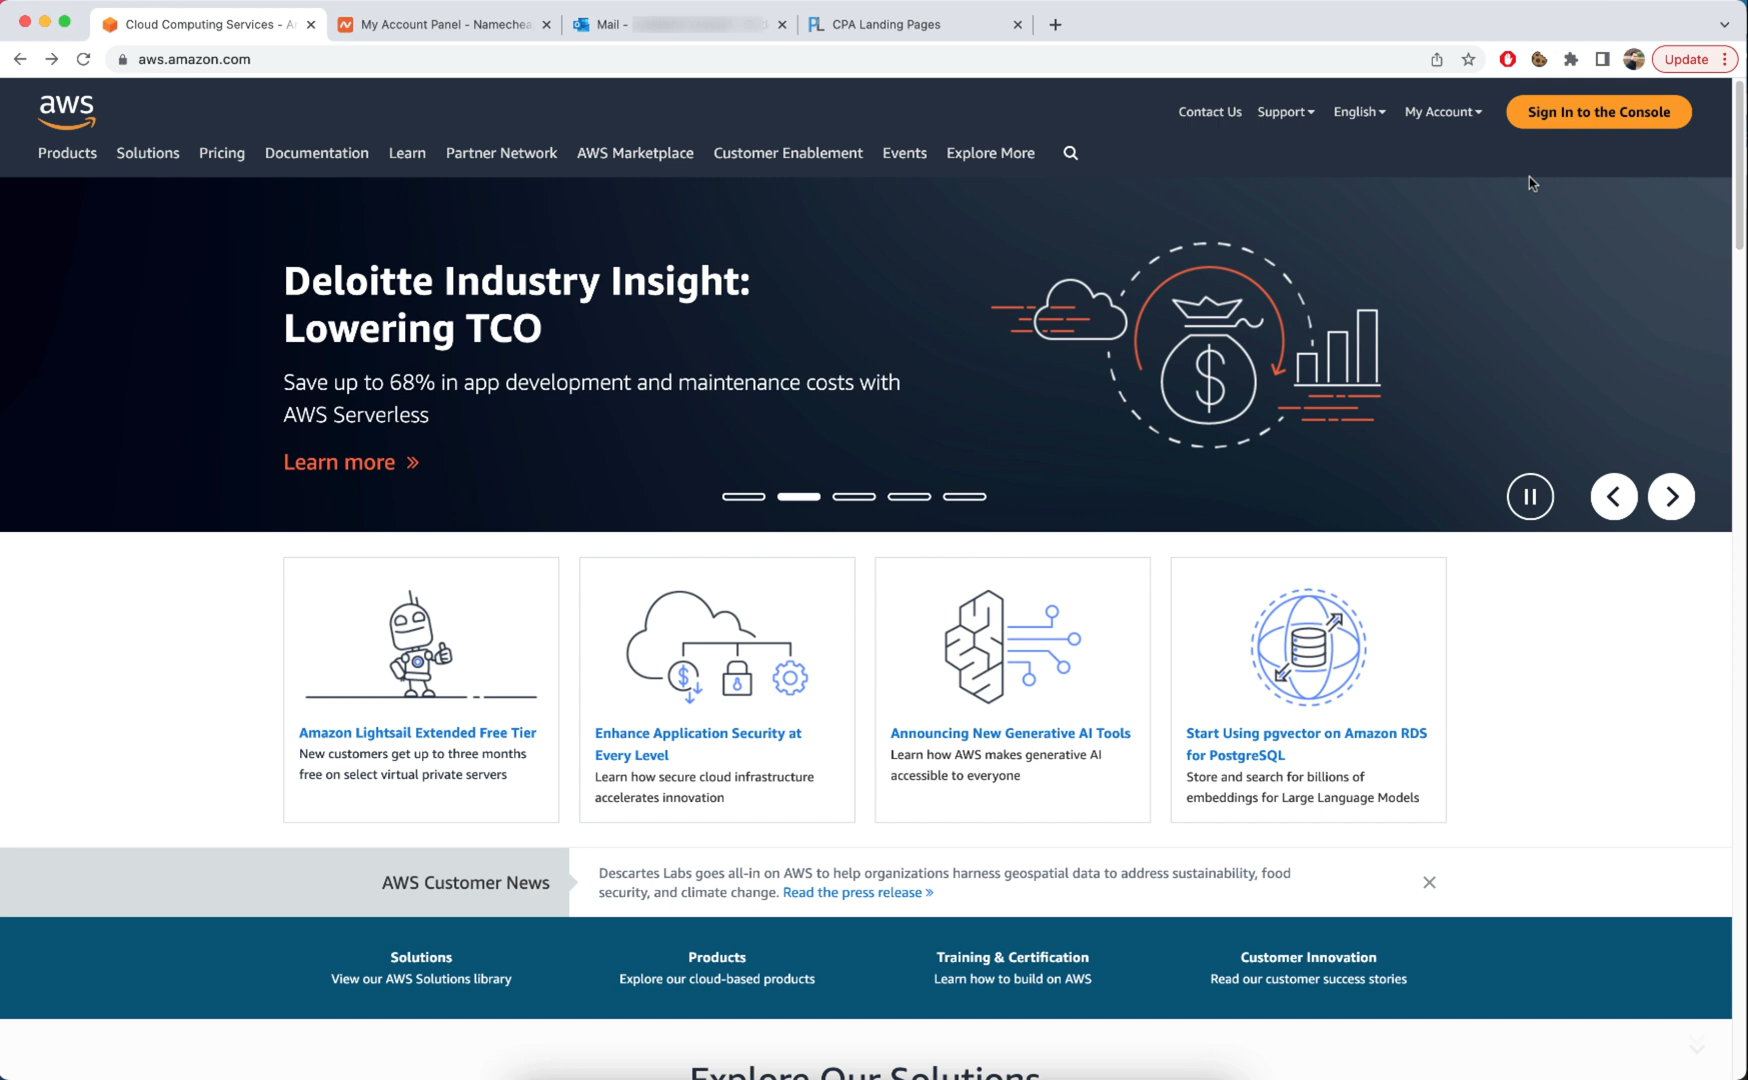 Cloud Computing Services - A
My Account Panel - Namechea
Mail -
CPA Landing Pages
aws.amazon.com
Update
aws
Contact Us
Support
English
My Account
Sign In to the Console
Products
Solutions
Pricing
Documentation
Learn
Partner Network
AWS Marketplace
Customer Enablement
Events
Explore More
Deloitte Industry Insight:
Lowering TCO
Save up to 68% in app development and maintenance costs with
AWS Serverless
Learn more »
Amazon Lightsail Extended Free Tier
New customers get up to three months
free on select virtual private servers
Enhance Application Security at
Every Level
Learn how secure cloud infrastructure
accelerates innovation
Announcing New Generative AI Tools
Learn how AWS makes generative AI
accessible to everyone
Start Using pgvector on Amazon RDS
for PostgreSQL
Store and search for billions of
embeddings for Large Language Models
AWS Customer News
Descartes Labs goes all-in on AWS to help organizations harness geospatial data to address sustainability, food
security, and climate change. Read the press release »
Solutions
View our AWS Solutions library
Products
Explore our cloud-based products
Training & Certification
Learn how to build on AWS
Customer Innovation
Read our customer success stories
Explore Our Solutions